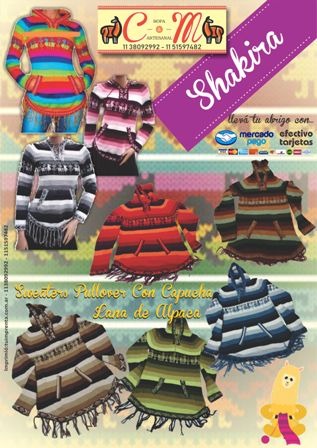 C
ROPA
ARTESANAL
M
11 38092992 - 11 51597482
Shakira
llevá tu abrigo con...
mercado
pago
efectivo
tarjetas
Sweaters Pullover Con Capucha
Lana de Alpaca